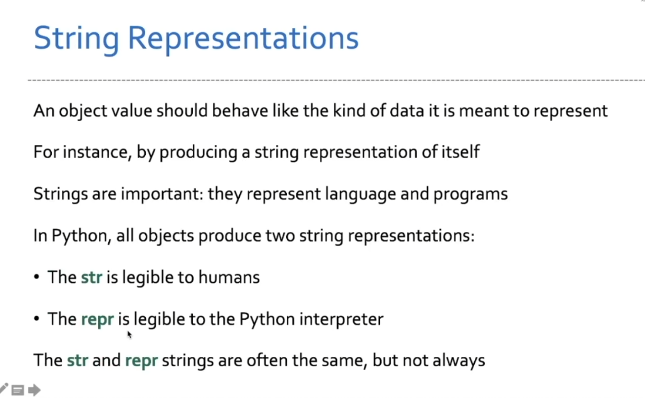 String Representations
An object value should behave like the kind of data it is meant to represent
For instance, by producing a string representation of itself
Strings are important: they represent language and programs
In Python, all objects produce two string representations:
• The str is legible to humans
• The repr is legible to the Python interpreter
The str and repr strings are often the same, but not always